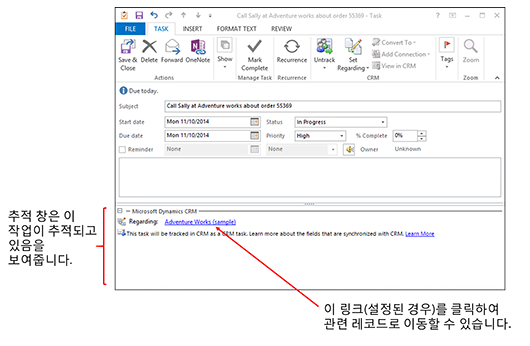 Call Sally at Adventure works about order 55369 - Task
FILE TASK INSERT FORMAT TEXT REVIEW
Save & Close
Delete
Forward
OneNote
Actions
Show
Mark Complete
Manage Task
Recurrence
Recurrence
Untrack
Set Regarding
Convert To
Add Connection
View in CRM
CRM
Tags
Zoom
Zoom
Due today.
Subject Call Sally at Adventure works about order 55369
Start date Mon 11/10/2014 Status In Progress
Due date Mon 11/10/2014 Priority High % Complete 0%
Reminder None None Owner Unknown
Microsoft Dynamics CRM
Regarding: Adventure Works (sample)
This task will be tracked in CRM as a CRM task. Learn more about the fields that are synchronized with CRM. Learn More
추적 창은 이
작업이 추적되고
있음을
보여줍니다.
이 링크(설정된 경우)를 클릭하여
관련 레코드로 이동할 수 있습니다.